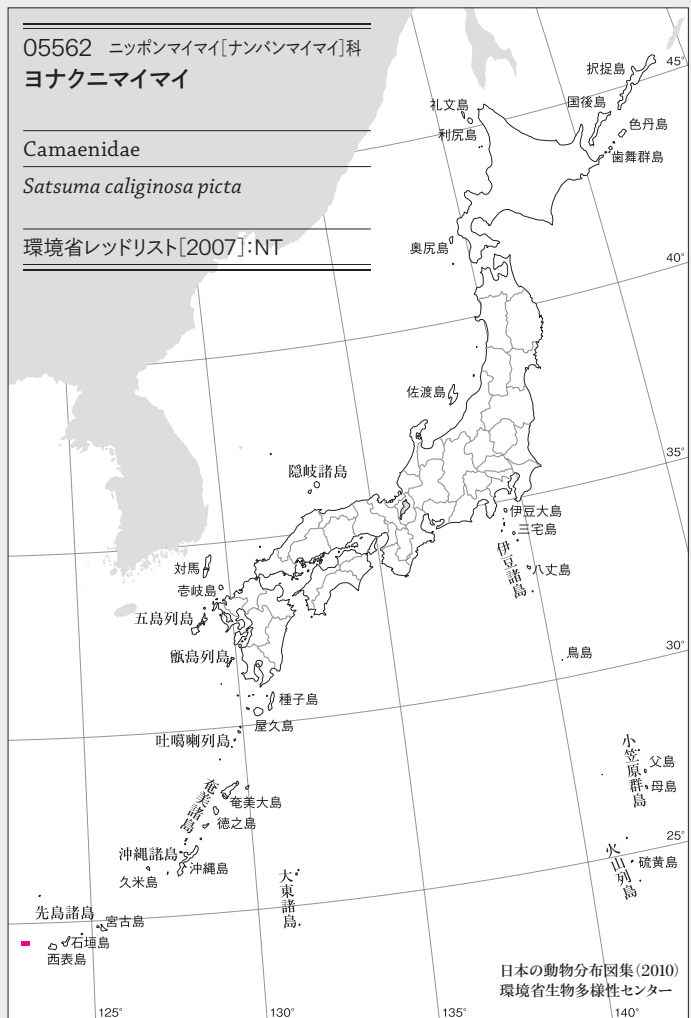 05562 ニッポンマイマイ[ナンバンマイマイ]科
ヨナクニマイマイ
Camaenidae
Satsuma caliginosa picta
環境省レッドリスト[2007]:NT
45°
択捉島
国後島
礼文島
色丹島
利尻島
歯舞群島
奥尻島
40°
佐渡島
35°
隠岐諸島
伊豆大島
三宅島
伊豆諸島
八丈島
対馬
壱岐島
五島列島
甑島列島
鳥島
30°
種子島
屋久島
吐噶喇列島
小笠原群島
父島
母島
奄美諸島
奄美大島
徳之島
25°
沖縄諸島
沖縄島
久米島
大東諸島
火山列島
硫黄島
先島諸島
宮古島
石垣島
西表島
日本の動物分布図集(2010)
環境省生物多様性センター
125°
130°
135°
140°